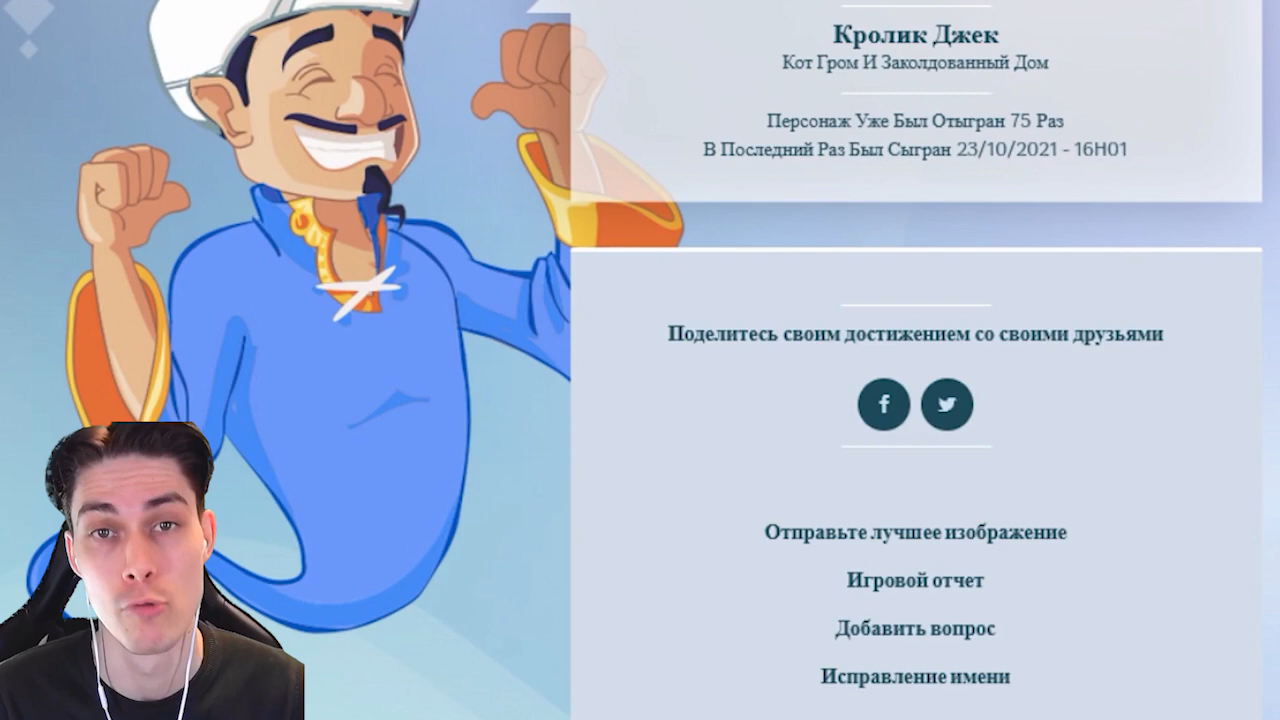 Кролик Джек
Кот Гром И Заколдованный Дом
Персонаж Уже Был Отыгран 75 Раз
В Последний Раз Был Сыгран 23/10/2021 - 16H01
Поделитесь своим достижением со своими друзьями
Отправьте лучшее изображение
Игровой отчет
Добавить вопрос
Исправление имени